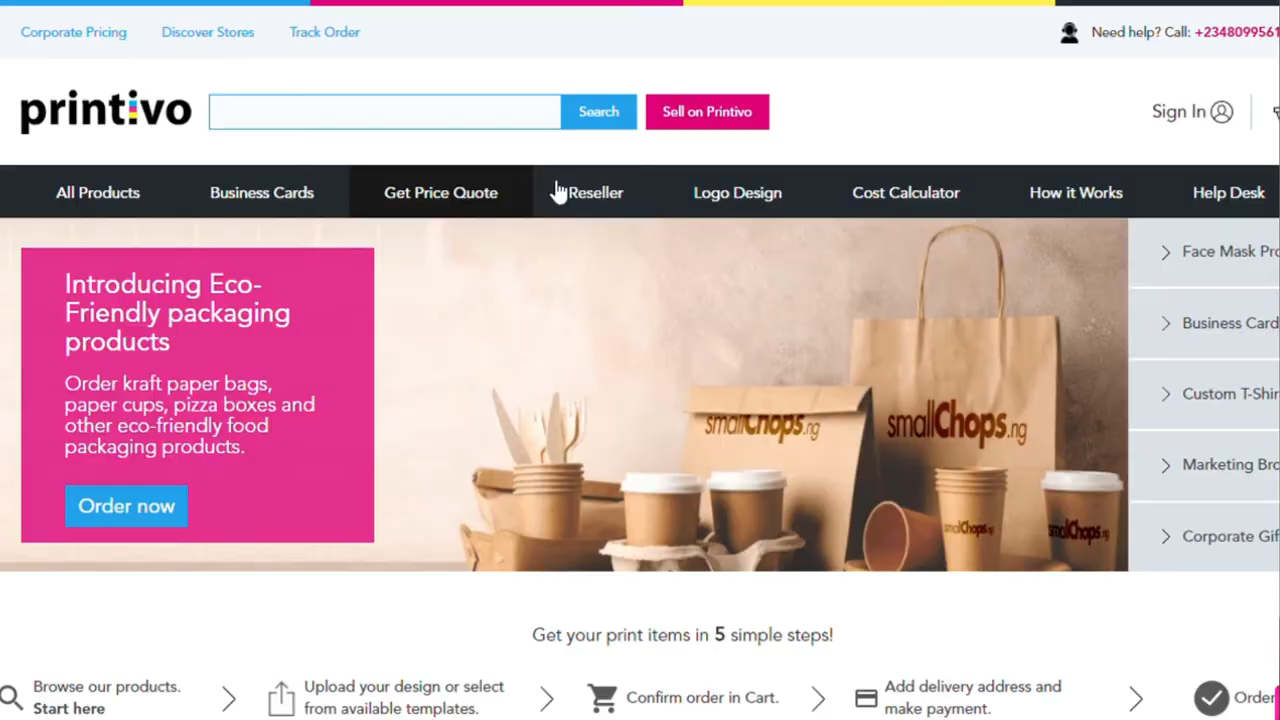 Corporate Pricing
Discover Stores
Track Order
Need help? Call: +2348099561
printivo
Search
Sell on Printivo
Sign In
All Products
Business Cards
Get Price Quote
Reseller
Logo Design
Cost Calculator
How it Works
Help Desk
Introducing Eco-
Friendly packaging
products
Order kraft paper bags,
paper cups, pizza boxes and
other eco-friendly food
packaging products.
Order now
smallChops.ng
smallChops.ng
smallChops.ng
smallChops.ng
Face Mask Pro
Business Card
Custom T-Shir
Marketing Bro
Corporate Gif
Get your print items in 5 simple steps!
Browse our products.
Start here
Upload your design or select
from available templates.
Confirm order in Cart.
Add delivery address and
make payment.
Order